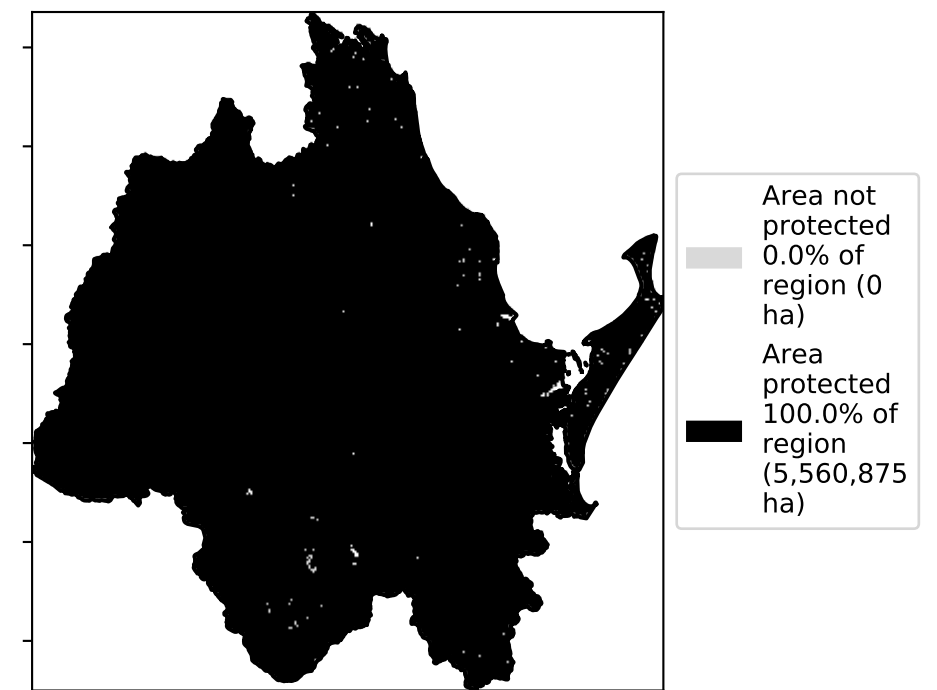 Area not
protected
0.0% of
region (0
ha)
Area
protected
100.0% of
region
(5,560,875
ha)